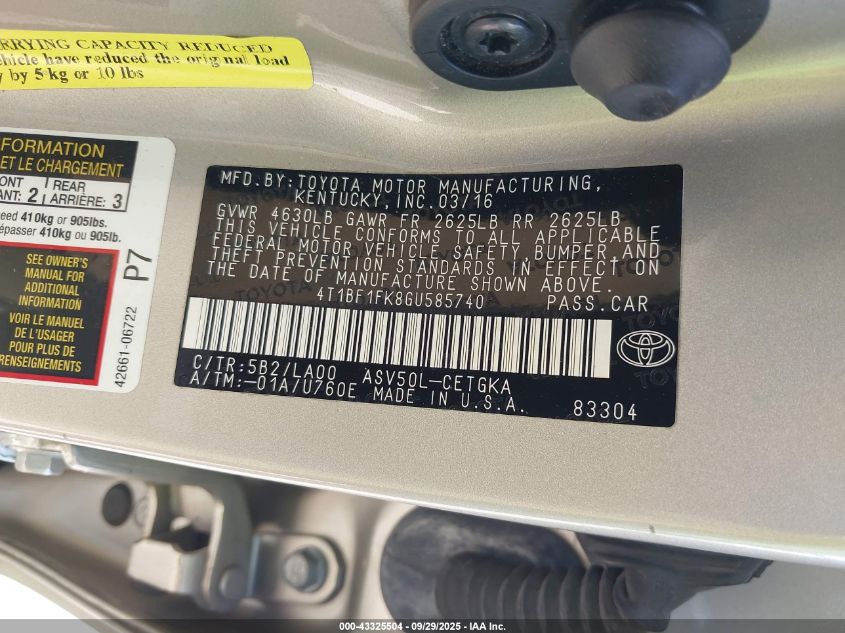 RRYING CAPACITY REDUCED
ehicle have reduced the original load
y by 5 kg or 10 lbs
FORMATION
ET LE CHARGEMENT
ONT
ANT: 2
REAR
ARRIÈRE: 3
eed 410kg or 905lbs.
épasser 410kg ou 905lb.
SEE OWNER'S
MANUAL FOR
ADDITIONAL
INFORMATION
VOIR LE MANUEL
DE L'USAGER
POUR PLUS DE
RENSEIGNEMENTS
P7
42661-06722
MFD.BY: TOYOTA MOTOR MANUFACTURING,
KENTUCKY, INC. 03/16
GVWR 4630LB GAWR FR 2625LB RR 2625LB
THIS VEHICLE CONFORMS TO ALL APPLICABLE
FEDERAL MOTOR VEHICLE SAFETY, BUMPER, AND
THEFT PREVENTION STANDARDS IN EFFECT ON
THE DATE OF MANUFACTURE SHOWN ABOVE.
4T1BF1FK8GU585740 PASS.CAR
C/TR:5B2/LA00 ASV50L-CETGKA
A/TM:-01A/U760E MADE IN U.S.A.
83304
000-43325504 | 09/29/2025 - IAA Inc.